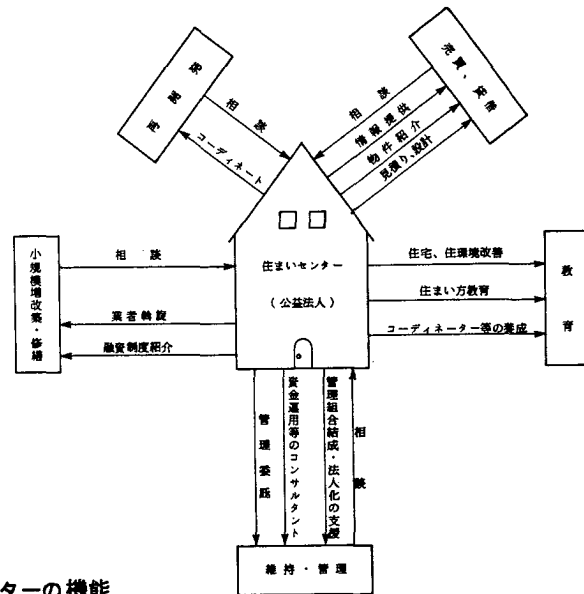 再開発
相談
コーディネート
売買、賃借
相談
情報提供
物件紹介
見積り、設計
小規模増改築・修繕
相談
業者斡旋
融資制度紹介
住まいセンター
(公益法人)
住宅、住環境改善
住まい方教育
コーディネーター等の養成
教育
管理委託
資金運用等のコンサルタント
管理組合結成・法人化の支援
相談
維持・管理
ターの機能